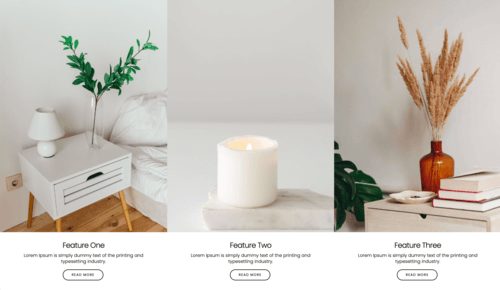 Feature One
Lorem Ipsum is simply dummy text of the printing and
typesetting industry.
READ MORE
Feature Two
Lorem Ipsum is simply dummy text of the printing and
typesetting industry.
READ MORE
Feature Three
Lorem Ipsum is simply dummy text of the printing and
typesetting industry.
READ MORE